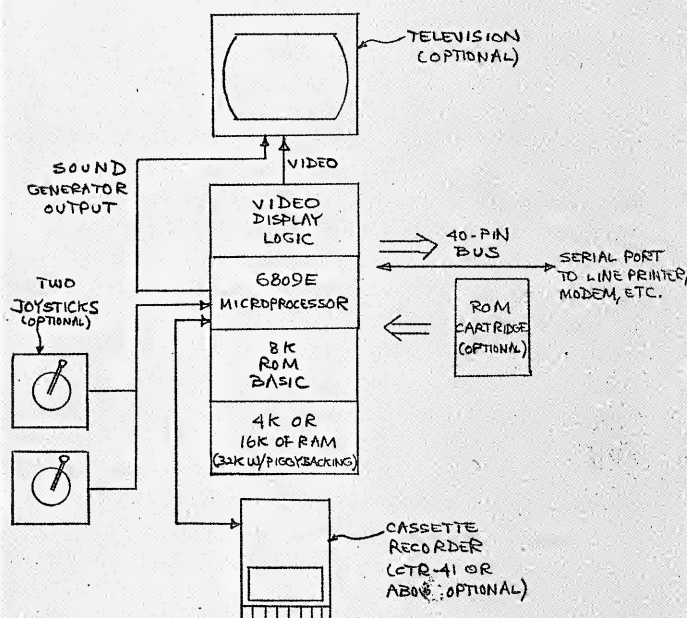 TELEVISION
(OPTIONAL)
VIDEO
SOUND
GENERATOR
OUTPUT
VIDEO
DISPLAY
LOGIC
40-PIN
BUS
SERIAL PORT
TO LINE PRINTER,
MODEM, ETC.
6809E
MICROPROCESSOR
TWO
JOYSTICKS
(OPTIONAL)
ROM
CARTRIDGE
(OPTIONAL)
8K
ROM
BASIC
4K OR
16K OF RAM
(32K W/PIGGYBACKING)
CASSETTE
RECORDER
(CTR-41 OR
OPTIONAL)